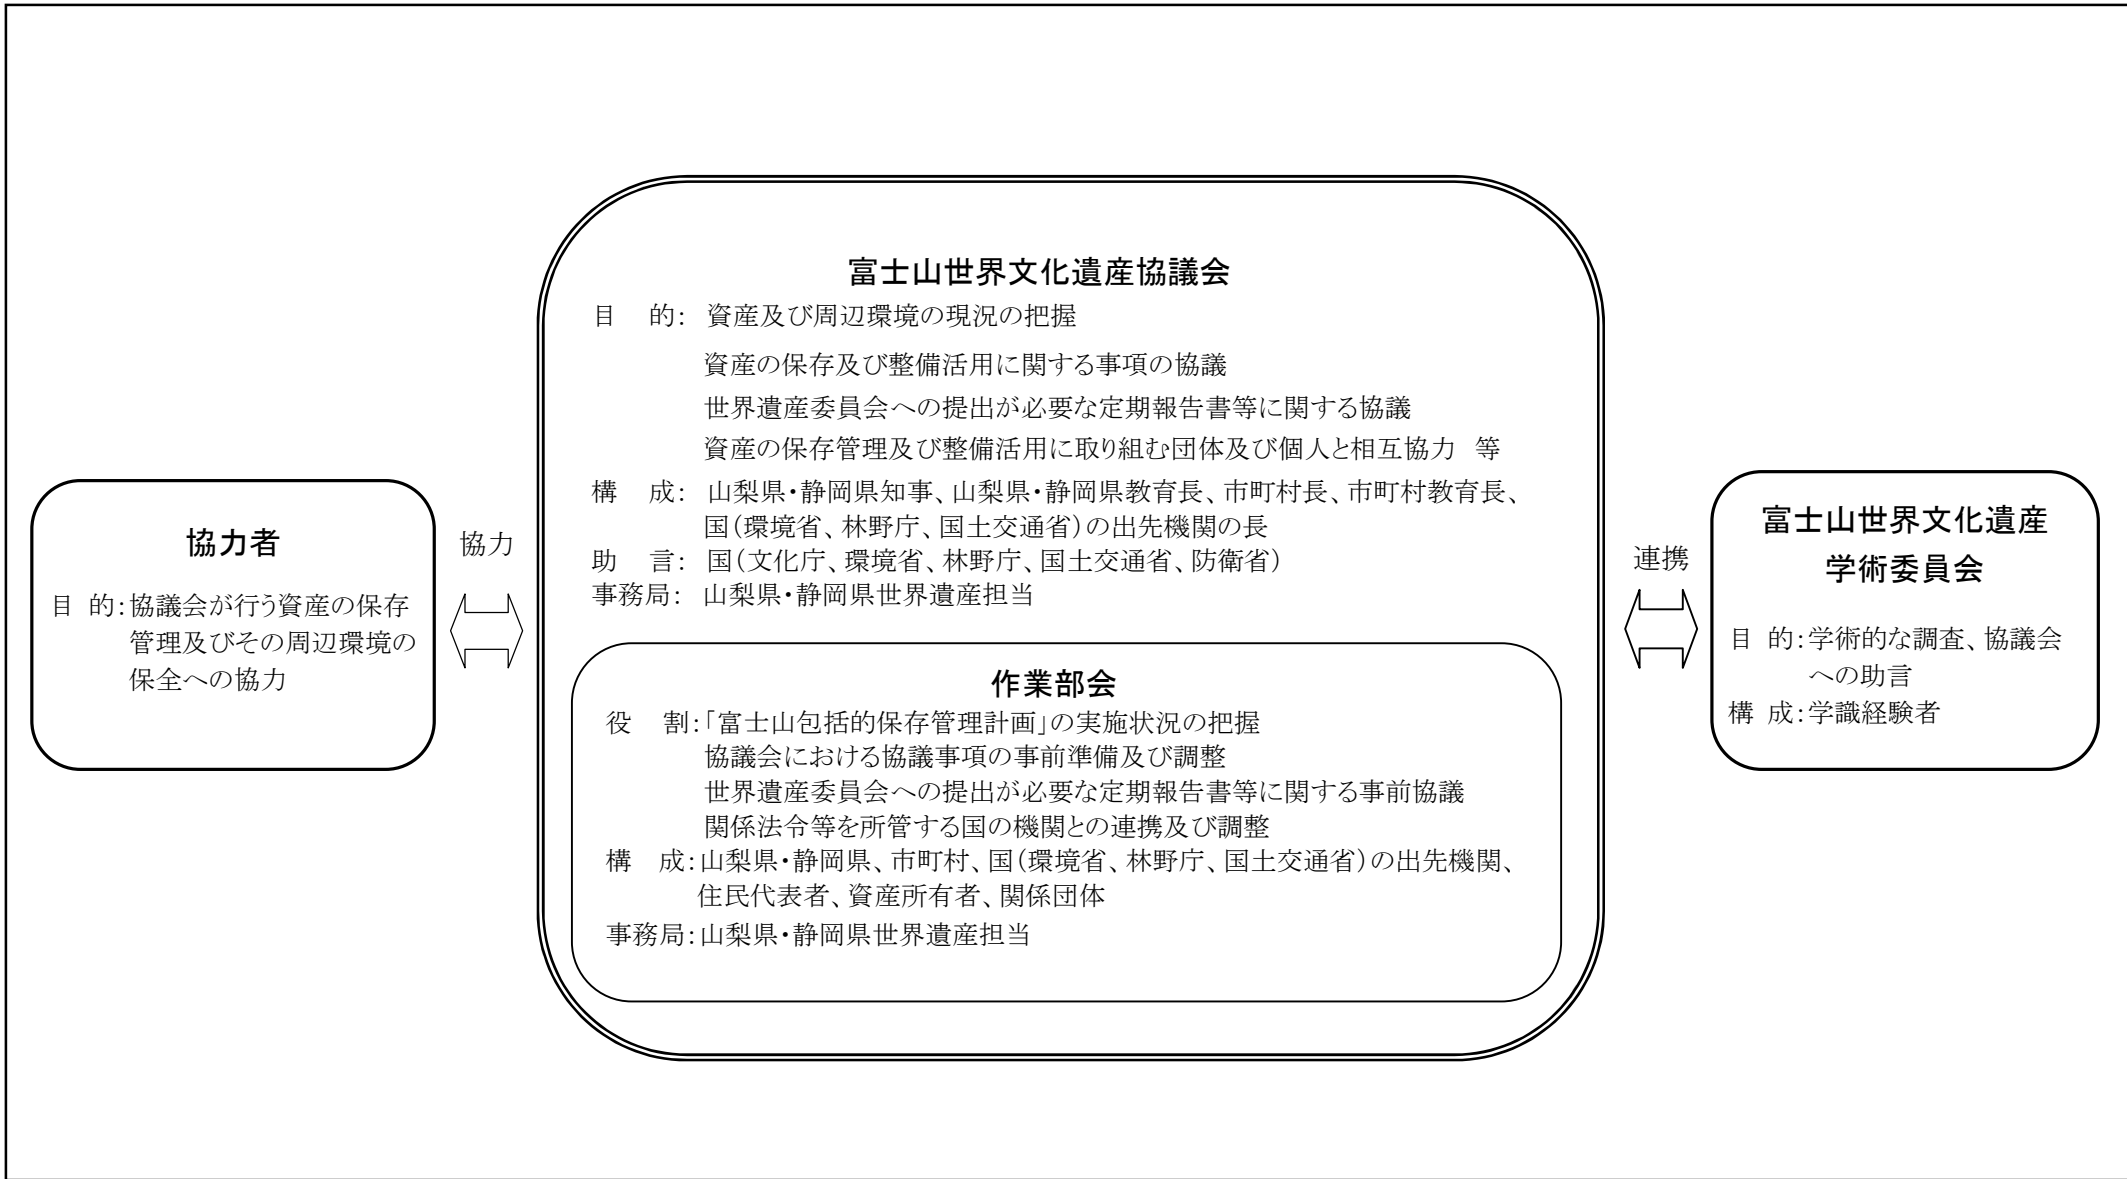 協力者
目 的:協議会が行う資産の保存
管理及びその周辺環境の
保全への協力
協力
富士山世界文化遺産協議会
目 的: 資産及び周辺環境の現況の把握
資産の保存及び整備活用に関する事項の協議
世界遺産委員会への提出が必要な定期報告書等に関する協議
資産の保存管理及び整備活用に取り組む団体及び個人と相互協力 等
構 成: 山梨県・静岡県知事、山梨県・静岡県教育長、市町村長、市町村教育長、
国(環境省、林野庁、国土交通省)の出先機関の長
助 言: 国(文化庁、環境省、林野庁、国土交通省、防衛省)
事務局: 山梨県・静岡県世界遺産担当
作業部会
役 割:「富士山包括的保存管理計画」の実施状況の把握
協議会における協議事項の事前準備及び調整
世界遺産委員会への提出が必要な定期報告書等に関する事前協議
関係法令等を所管する国の機関との連携及び調整
構 成:山梨県・静岡県、市町村、国(環境省、林野庁、国土交通省)の出先機関、
住民代表者、資産所有者、関係団体
事務局:山梨県・静岡県世界遺産担当
連携
富士山世界文化遺産
学術委員会
目 的:学術的な調査、協議会
への助言
構 成:学識経験者